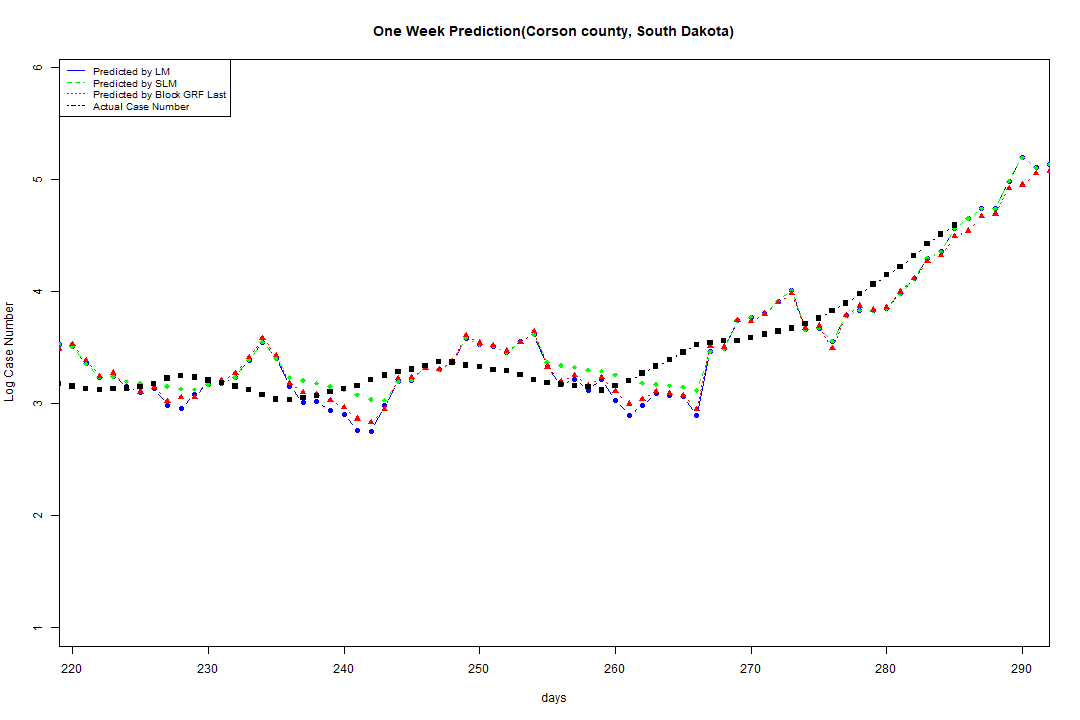 One Week Prediction(Corson county, South Dakota)
Predicted by LM
Predicted by SLM
Predicted by Block GRF Last
Actual Case Number
6
5
4
3
2
1
Log Case Number
220 230 240 250 260 270 280 290
days